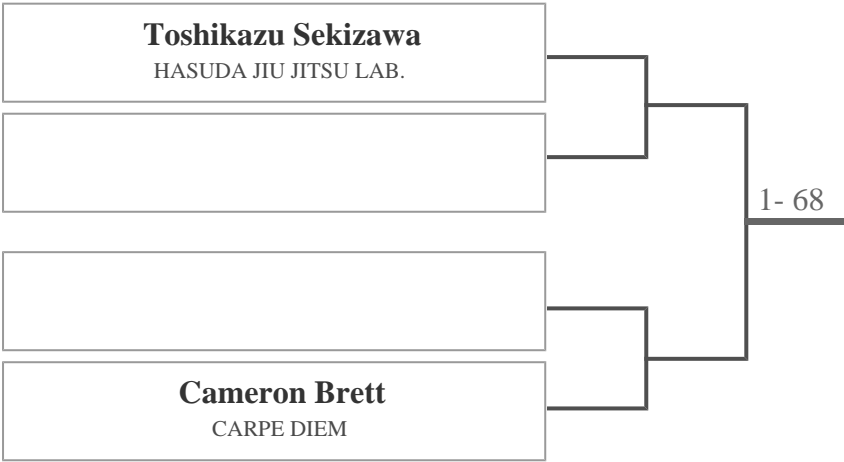 Toshikazu Sekizawa
HASUDA JIU JITSU LAB.
1- 68
Cameron Brett
CARPE DIEM